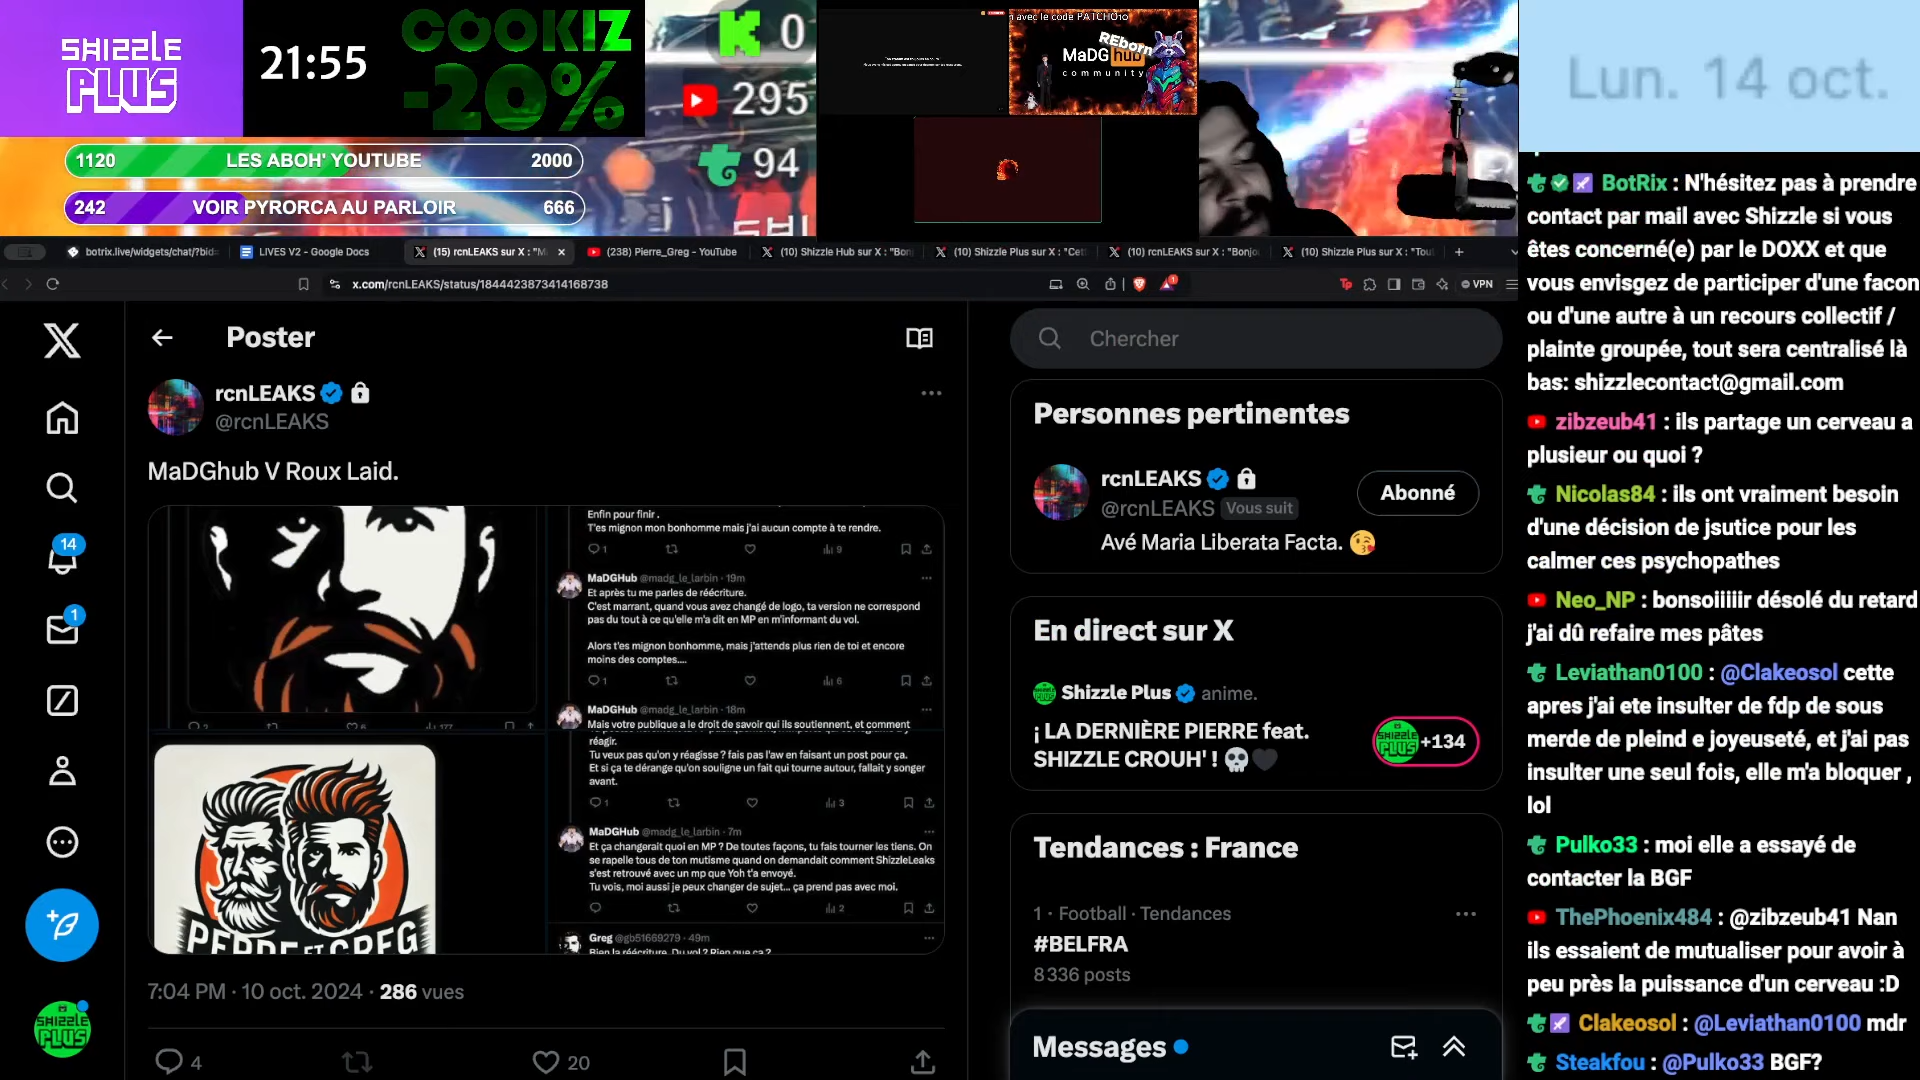 SHIZZLE
PLUS
21:55
COOKIZ
-20%
0
295
94
1120 LES ABOH' YOUTUBE 2000
242 VOIR PYRORCA AU PARLOIR 666
n avec le code PATCHO10
REborn
MaDG hub
community
Lun. 14 oct.
botrix.live/widgets/chat/?bid=
LIVES V2 - Google Docs
(15) rcnLEAKS sur X : "M
(238) Pierre_Greg - YouTube
(10) Shizzle Hub sur X : "Bon
(10) Shizzle Plus sur X : "Cet
(10) rcnLEAKS sur X : "Bonjo
(10) Shizzle Plus sur X : "Tou
x.com/rcnLEAKS/status/1844423873414168738
VPN
Poster
rcnLEAKS
@rcnLEAKS
MaDGhub V Roux Laid.
Enfin pour finir .
T'es mignon mon bonhomme mais j'ai aucun compte à te rendre.
1 9
MaDGHub @madg_le_larbin · 19m
Et après tu me parles de réécriture.
C'est marrant, quand vous avez changé de logo, ta version ne correspond
pas du tout à ce qu'elle m'a dit en MP en m'informant du vol.
Alors t'es mignon bonhomme, mais j'attends plus rien de toi et encore
moins des comptes....
1 6
MaDGHub @madg_le_larbin · 18m
Mais votre publique a le droit de savoir qui ils soutiennent, et comment
réagir.
Tu veux pas qu'on y réagisse ? fais pas l'aw en faisant un post pour ça.
Et si ça te dérange qu'on souligne un fait qui tourne autour, fallait y songer
avant.
1 3
MaDGHub @madg_le_larbin · 7m
Et ça changerait quoi en MP ? De toutes façons, tu fais tourner les tiens. On
se rapelle tous de ton mutisme quand on demandait comment ShizzleLeaks
s'est retrouvé avec un mp que Yoh t'a envoyé.
Tu vois, moi aussi je peux changer de sujet... ça prend pas avec moi.
2
Greg @gb51669279 · 49m
Bien la réécriture. Du vol ? Rien que ça ?
7:04 PM · 10 oct. 2024 · 286 vues
4 20
14
1
Chercher
Personnes pertinentes
rcnLEAKS
@rcnLEAKS Vous suit
Abonné
Avé Maria Liberata Facta. 😘
En direct sur X
Shizzle Plus anime.
¡ LA DERNIÈRE PIERRE feat.
SHIZZLE CROUH' ! 💀🖤
+134
Tendances : France
1 · Football · Tendances
#BELFRA
8 336 posts
Messages
BotRix : N'hésitez pas à prendre
contact par mail avec Shizzle si vous
êtes concerné(e) par le DOXX et que
vous envisgez de participer d'une facon
ou d'une autre à un recours collectif /
plainte groupée, tout sera centralisé là
bas: shizzlecontact@gmail.com
zibzeub41 : ils partage un cerveau a
plusieur ou quoi ?
Nicolas84 : ils ont vraiment besoin
d'une décision de jsutice pour les
calmer ces psychopathes
Neo_NP : bonsoiiiiir désolé du retard
j'ai dû refaire mes pâtes
Leviathan0100 : @Clakeosol cette
apres j'ai ete insulter de fdp de sous
merde de pleind e joyeuseté, et j'ai pas
insulter une seul fois, elle m'a bloquer ,
lol
Pulko33 : moi elle a essayé de
contacter la BGF
ThePhoenix484 : @zibzeub41 Nan
ils essaient de mutualiser pour avoir à
peu près la puissance d'un cerveau :D
Clakeosol : @Leviathan0100 mdr
Steakfou : @Pulko33 BGF?